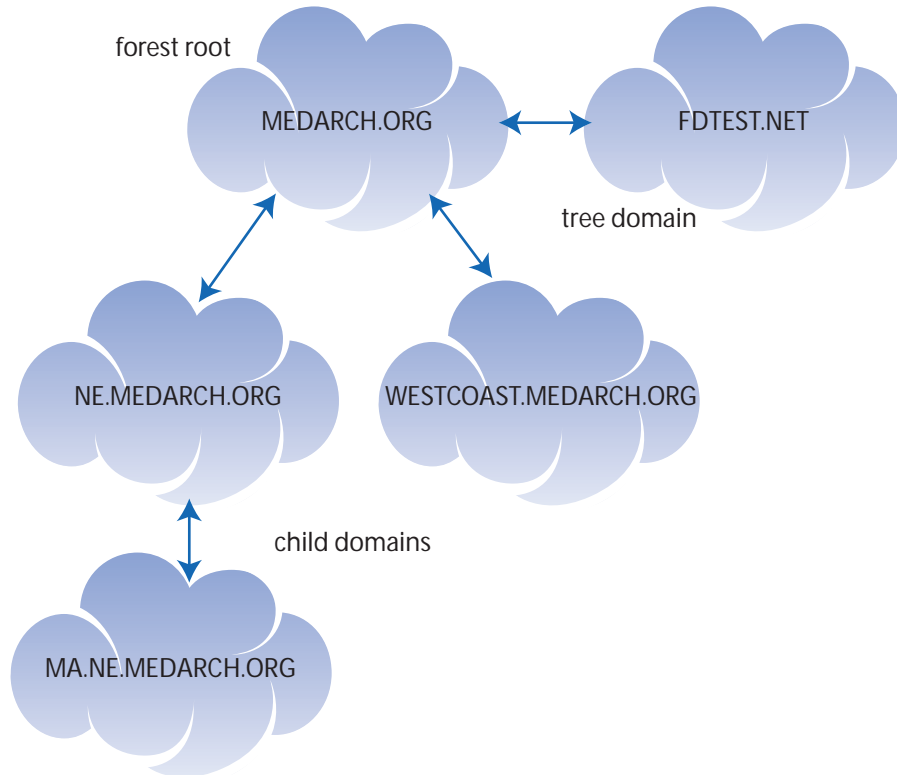 forest root
MEDARCH.ORG
FDTEST.NET
tree domain
NE.MEDARCH.ORG
WESTCOAST.MEDARCH.ORG
child domains
MA.NE.MEDARCH.ORG